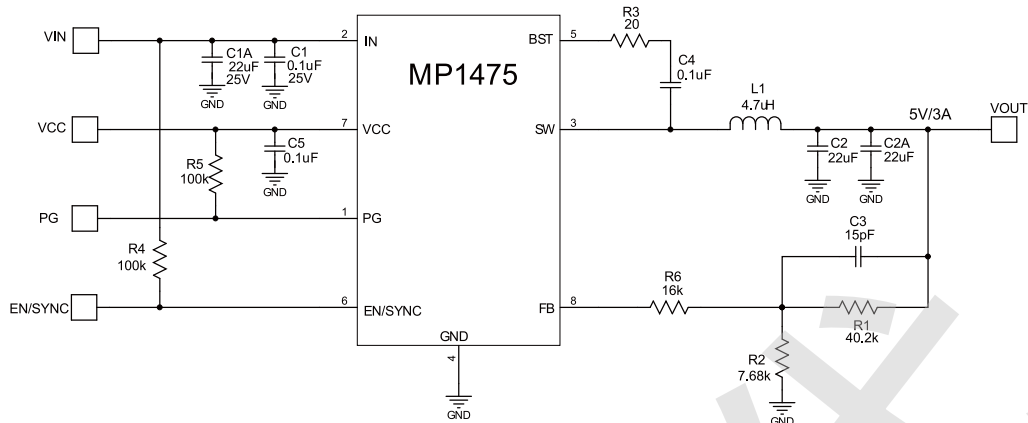 R3
20
VIN
2
IN
BST
5
C1A
22uF
25V
C1
0.1uF
25V
GND
GND
MP1475
C4
0.1uF
L1
4.7uH
5V/3A
VOUT
VCC
7
VCC
SW
3
C5
0.1uF
GND
C2
22uF
C2A
22uF
GND
GND
R5
100k
PG
1
PG
C3
15pF
R4
100k
R6
16k
EN/SYNC
6
EN/SYNC
FB
8
R1
40.2k
GND
4
R2
7.68k
GND
GND